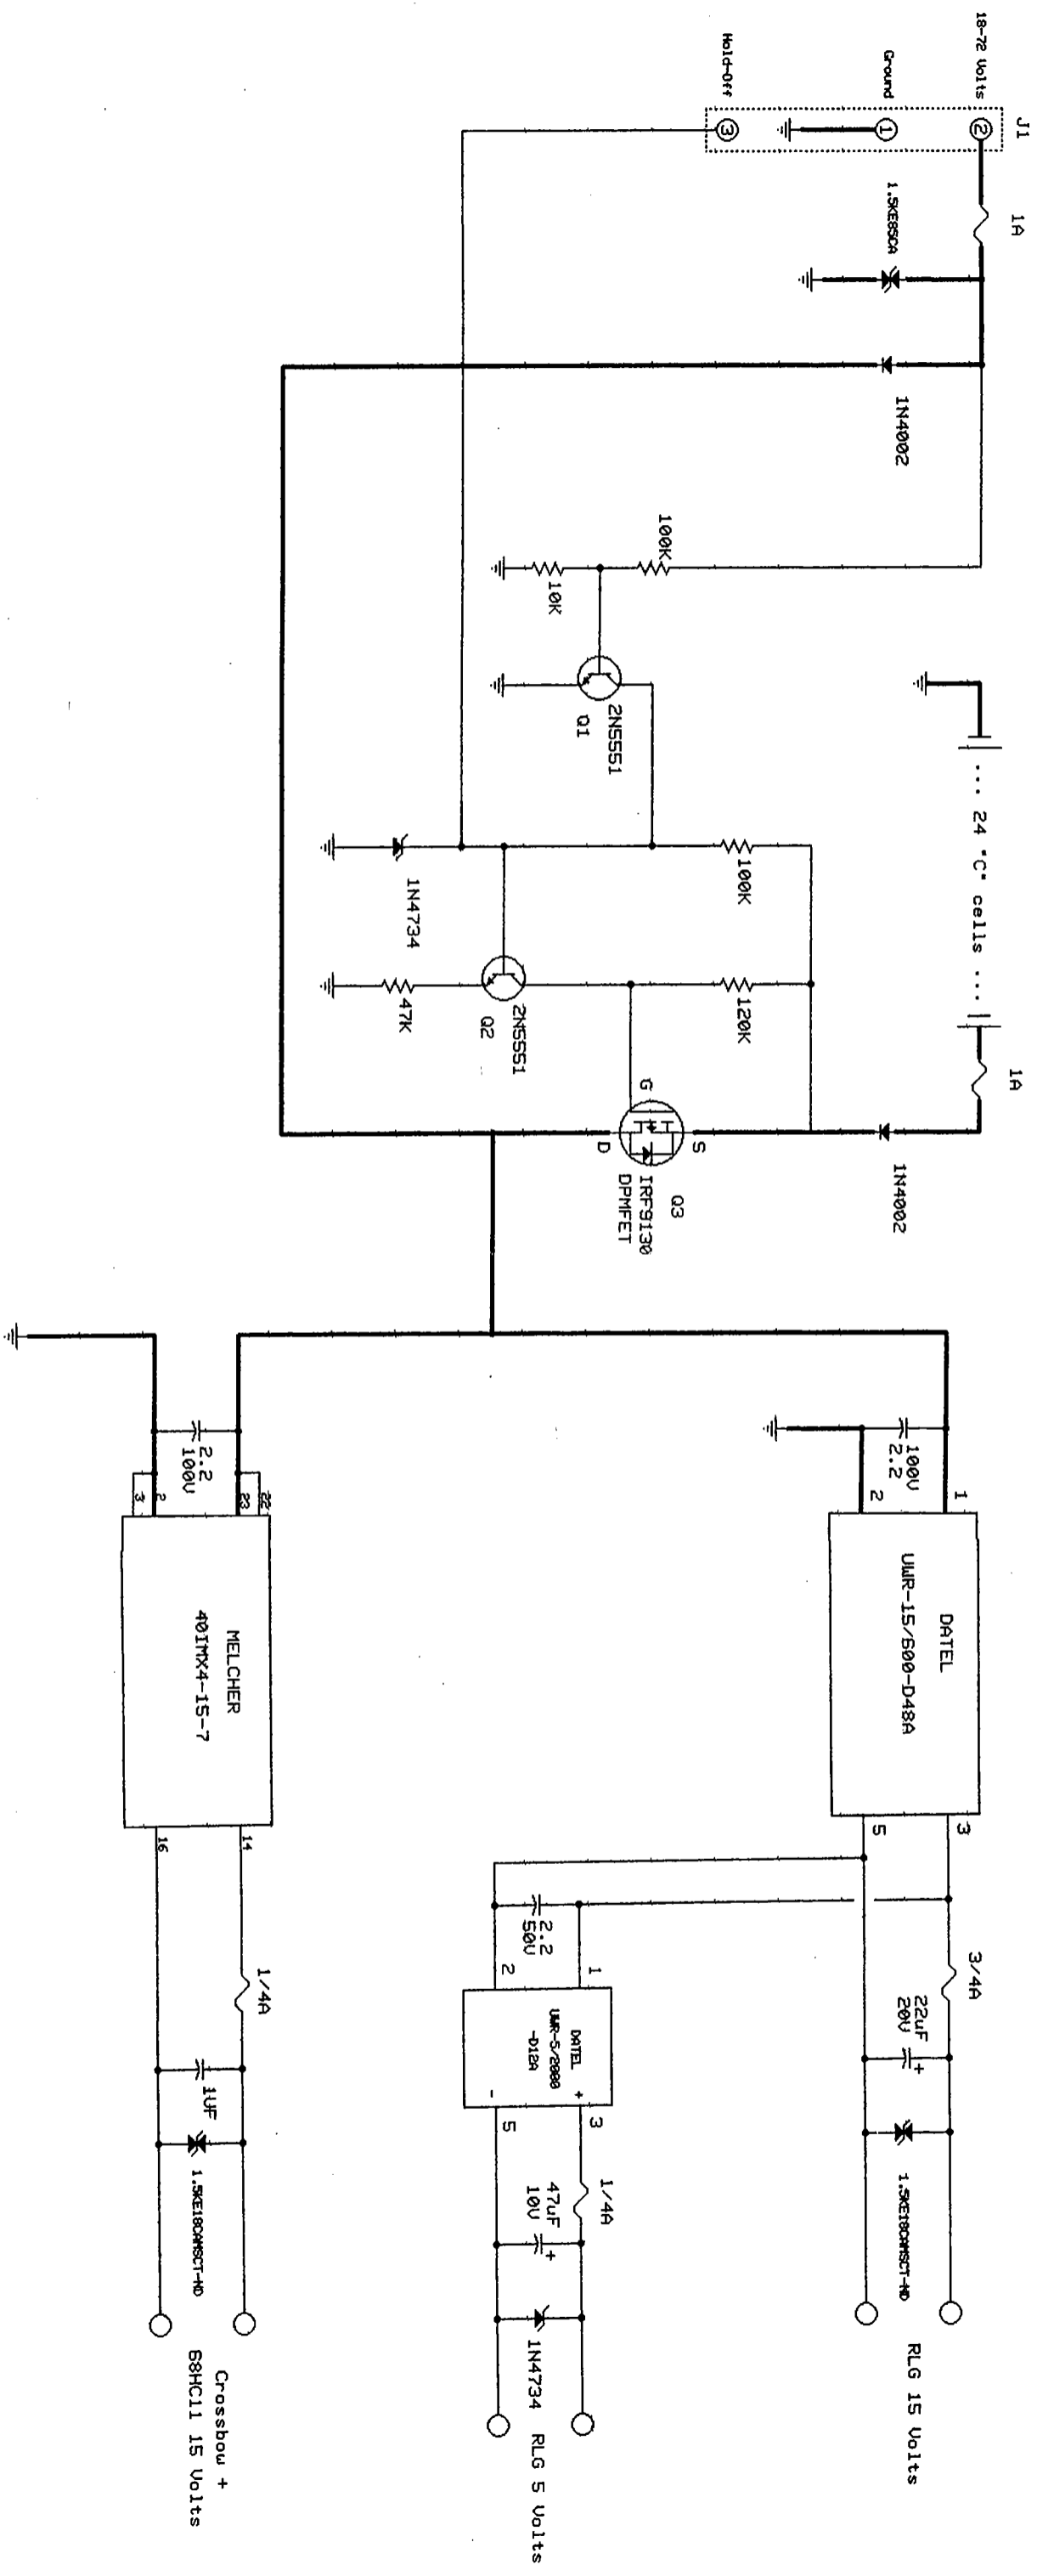 J1
18-72 Volts
2
Ground
1
Hold-Off
3
1A
1.5KE85CA
1N4002
100K
10K
2N5551
Q1
... 24 "C" cells ...
1A
1N4002
100K
120K
1N4734
2N5551
Q2
47K
G
S
D
Q3
IRF9130
DPMFET
100V
2.2
1
2
DATEL
UWR-15/600-D48A
3
5
3/4A
22uF
20V
+
1.5KE18CAMSCT-ND
RLG 15 Volts
2.2
50V
1
2
DATEL
UWR-5/2000
-D12A
+
-
3
5
1/4A
47uF
10V
+
1N4734
RLG 5 Volts
2.2
100V
22
23
2
3
MELCHER
40IMX4-15-7
14
16
1/4A
1UF
1.5KE18CAMSCT-ND
Crossbow +
68HC11 15 Volts